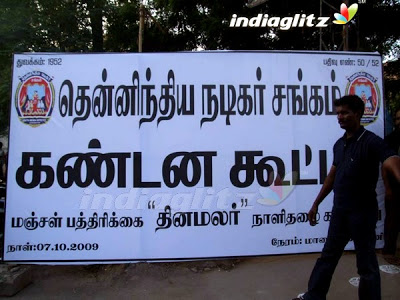 indiaglitz
துவக்கம்: 1952 பதிவு எண்: 50 / 52
தென்னிந்திய நடிகர் சங்கம்
கண்டன
indiaglitz
மஞ்சள் பத்திரிக்கை "தினமலர்" நாளிதழை
நாள்:07.10.2009 நேரம்: